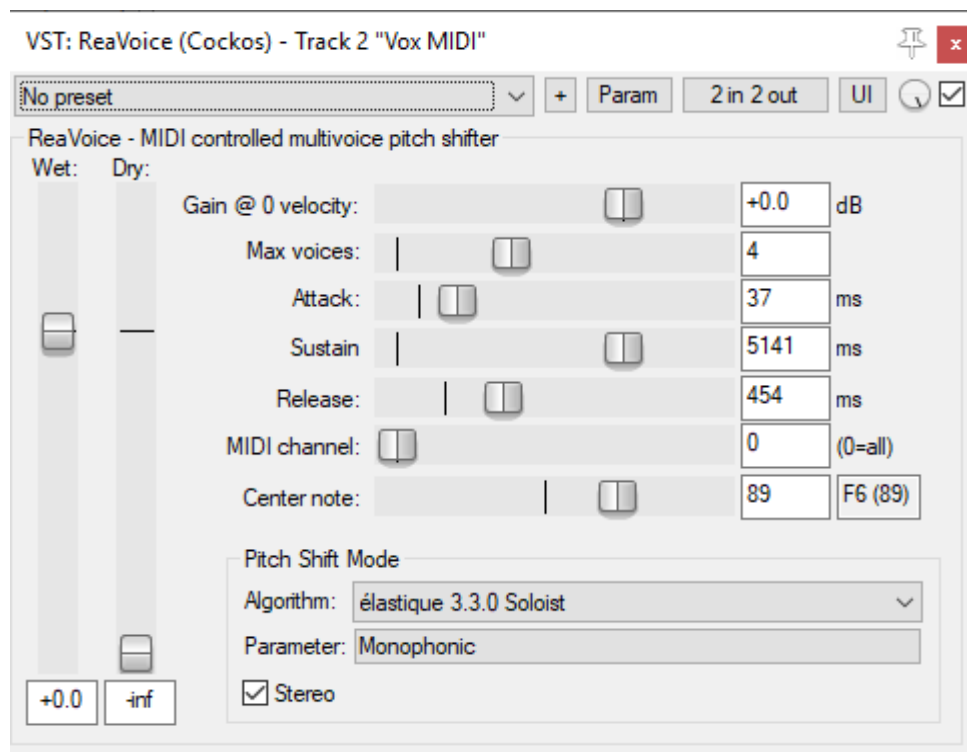 VST: ReaVoice (Cockos) - Track 2 "Vox MIDI"
x
No preset + Param 2 in 2 out UI
ReaVoice - MIDI controlled multivoice pitch shifter
Wet: Dry:
Gain @ 0 velocity: +0.0 dB
Max voices: 4
Attack: 37 ms
Sustain 5141 ms
Release: 454 ms
MIDI channel: 0 (0=all)
Center note: 89 F6 (89)
Pitch Shift Mode
Algorithm: élastique 3.3.0 Soloist
Parameter: Monophonic
Stereo
+0.0 -inf